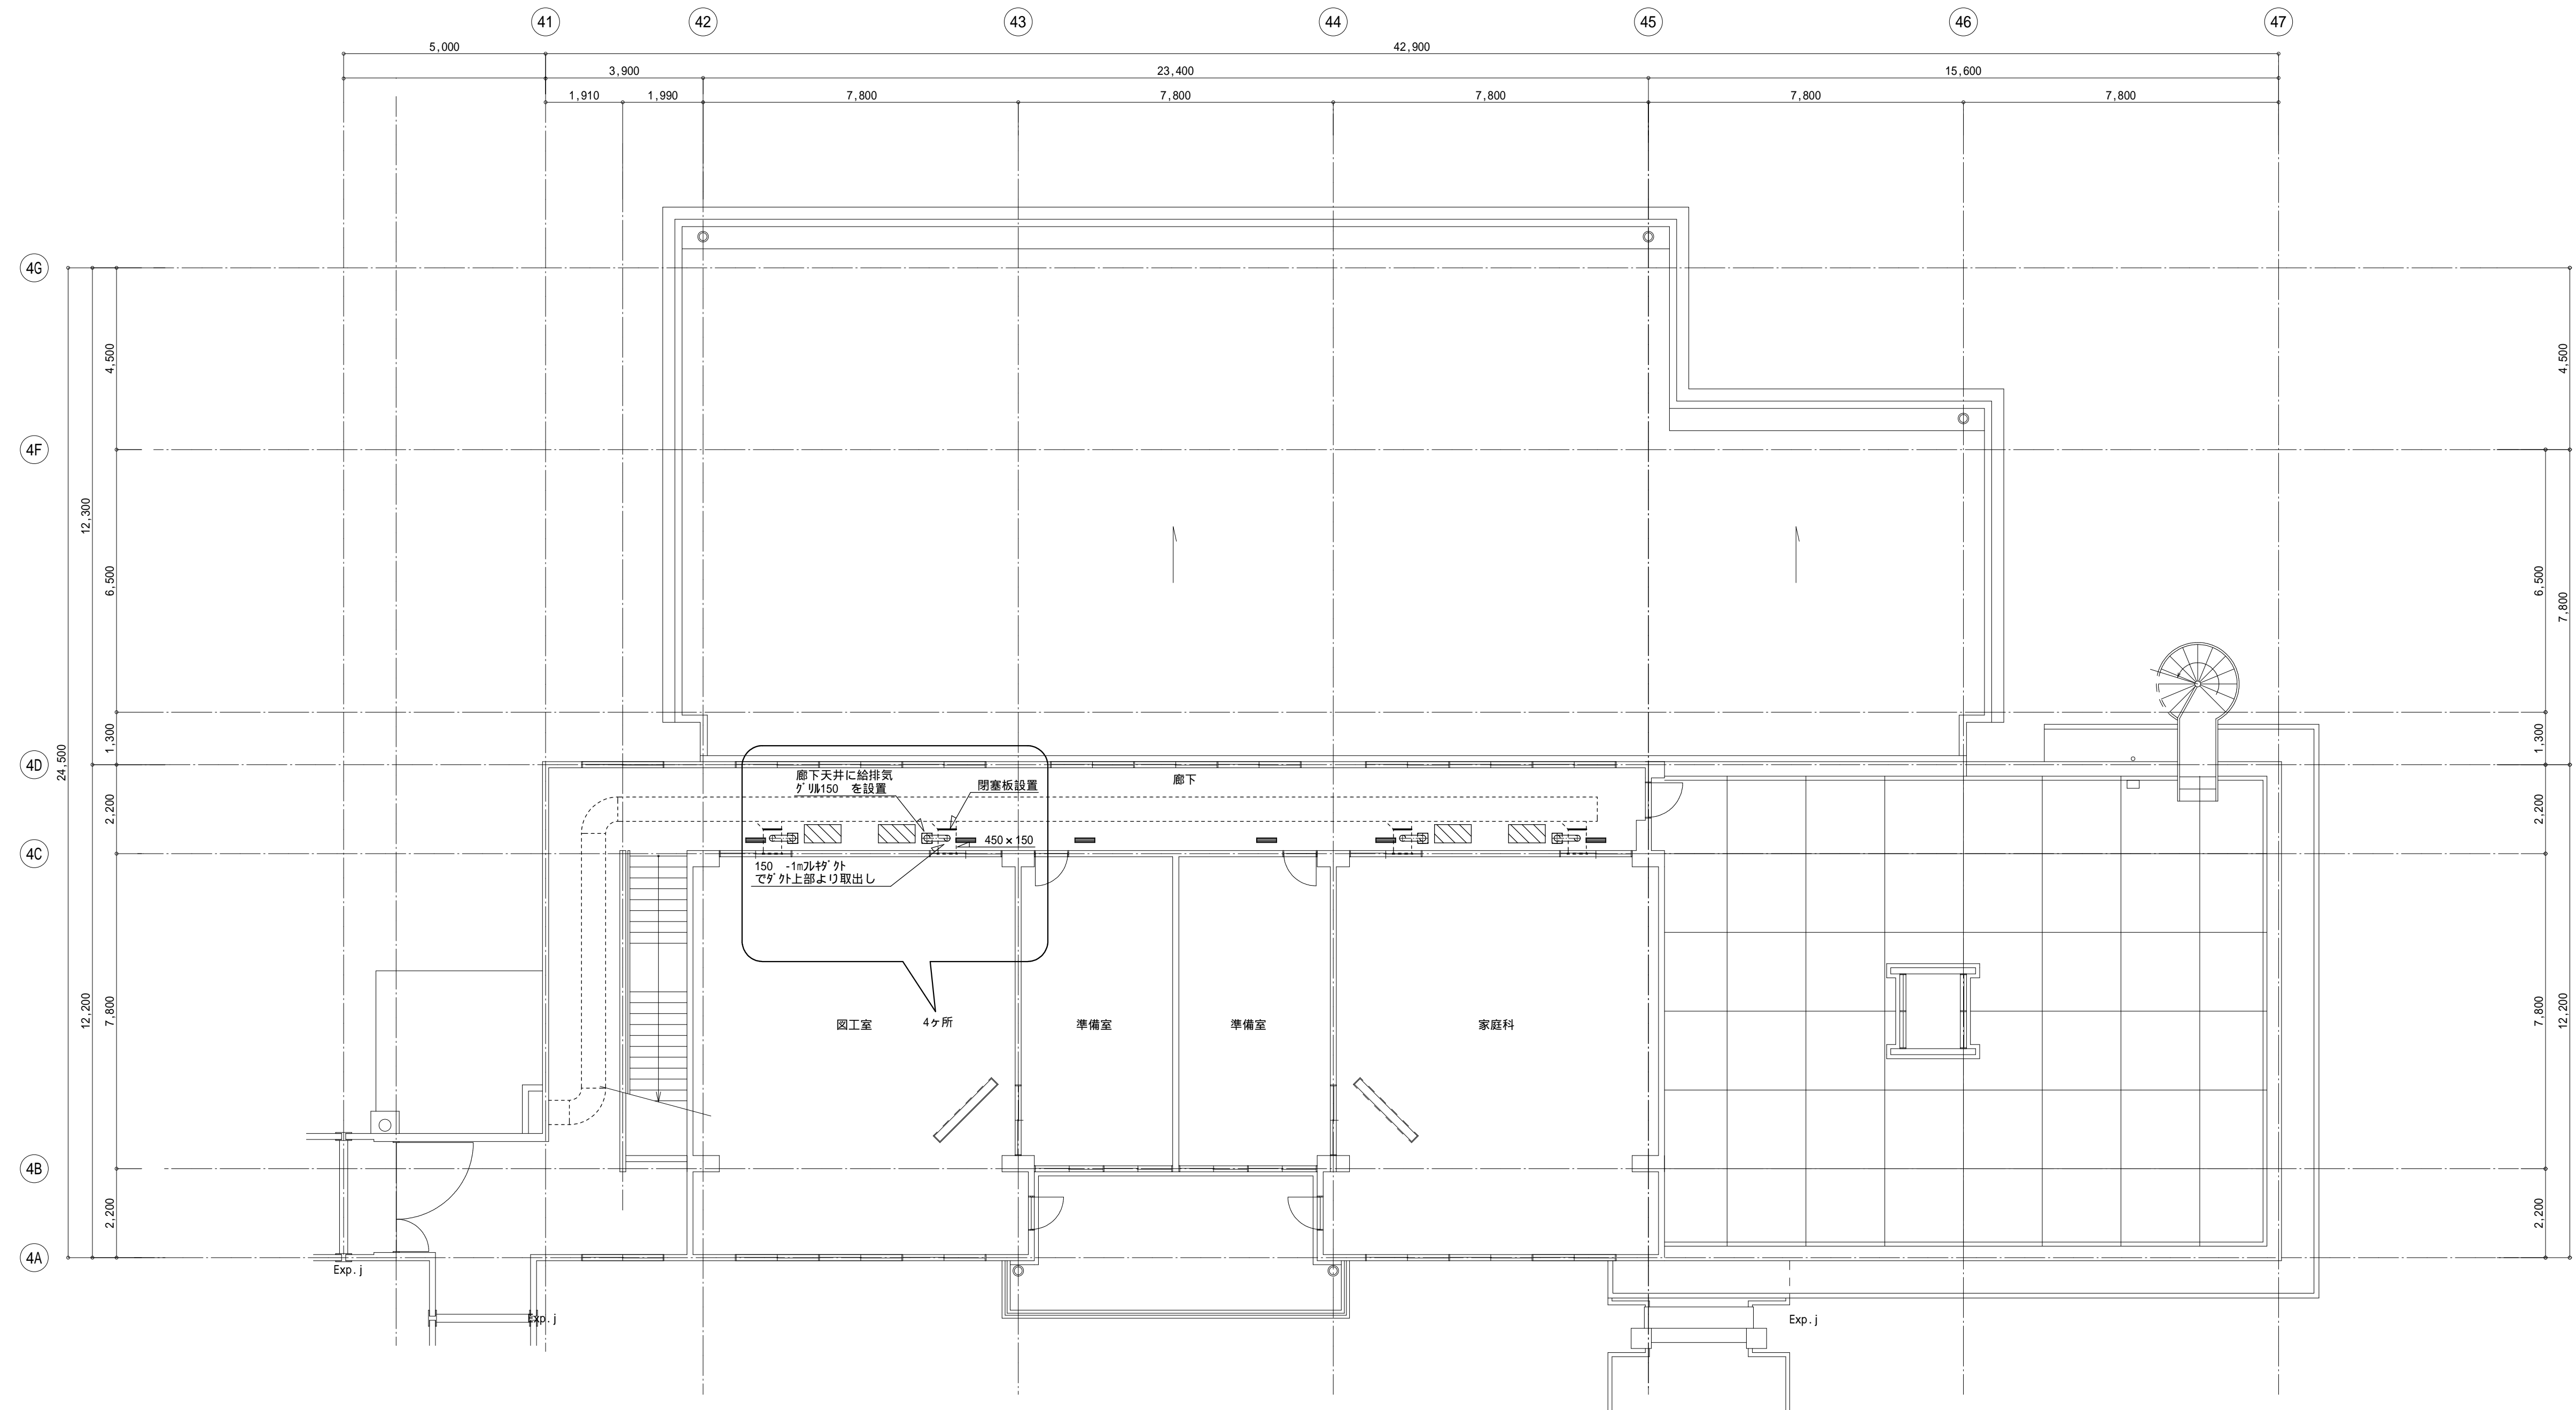 41
42
43
44
45
46
47
5,000
42,900
3,900
23,400
15,600
1,910
1,990
7,800
7,800
7,800
7,800
7,800
4G
4F
4D
4C
4B
4A
24,500
12,300
12,200
4,500
6,500
1,300
2,200
7,800
2,200
4,500
7,800
12,200
6,500
1,300
2,200
7,800
2,200
廊下天井に給排気
ｸﾞﾘﾙ150 を設置
閉塞板設置
廊下
450×150
150 -1mﾌﾚｷﾀﾞｸﾄ
でﾀﾞｸﾄ上部より取出し
4ヶ所
図工室
準備室
準備室
家庭科
Exp.j
Exp.j
Exp.j